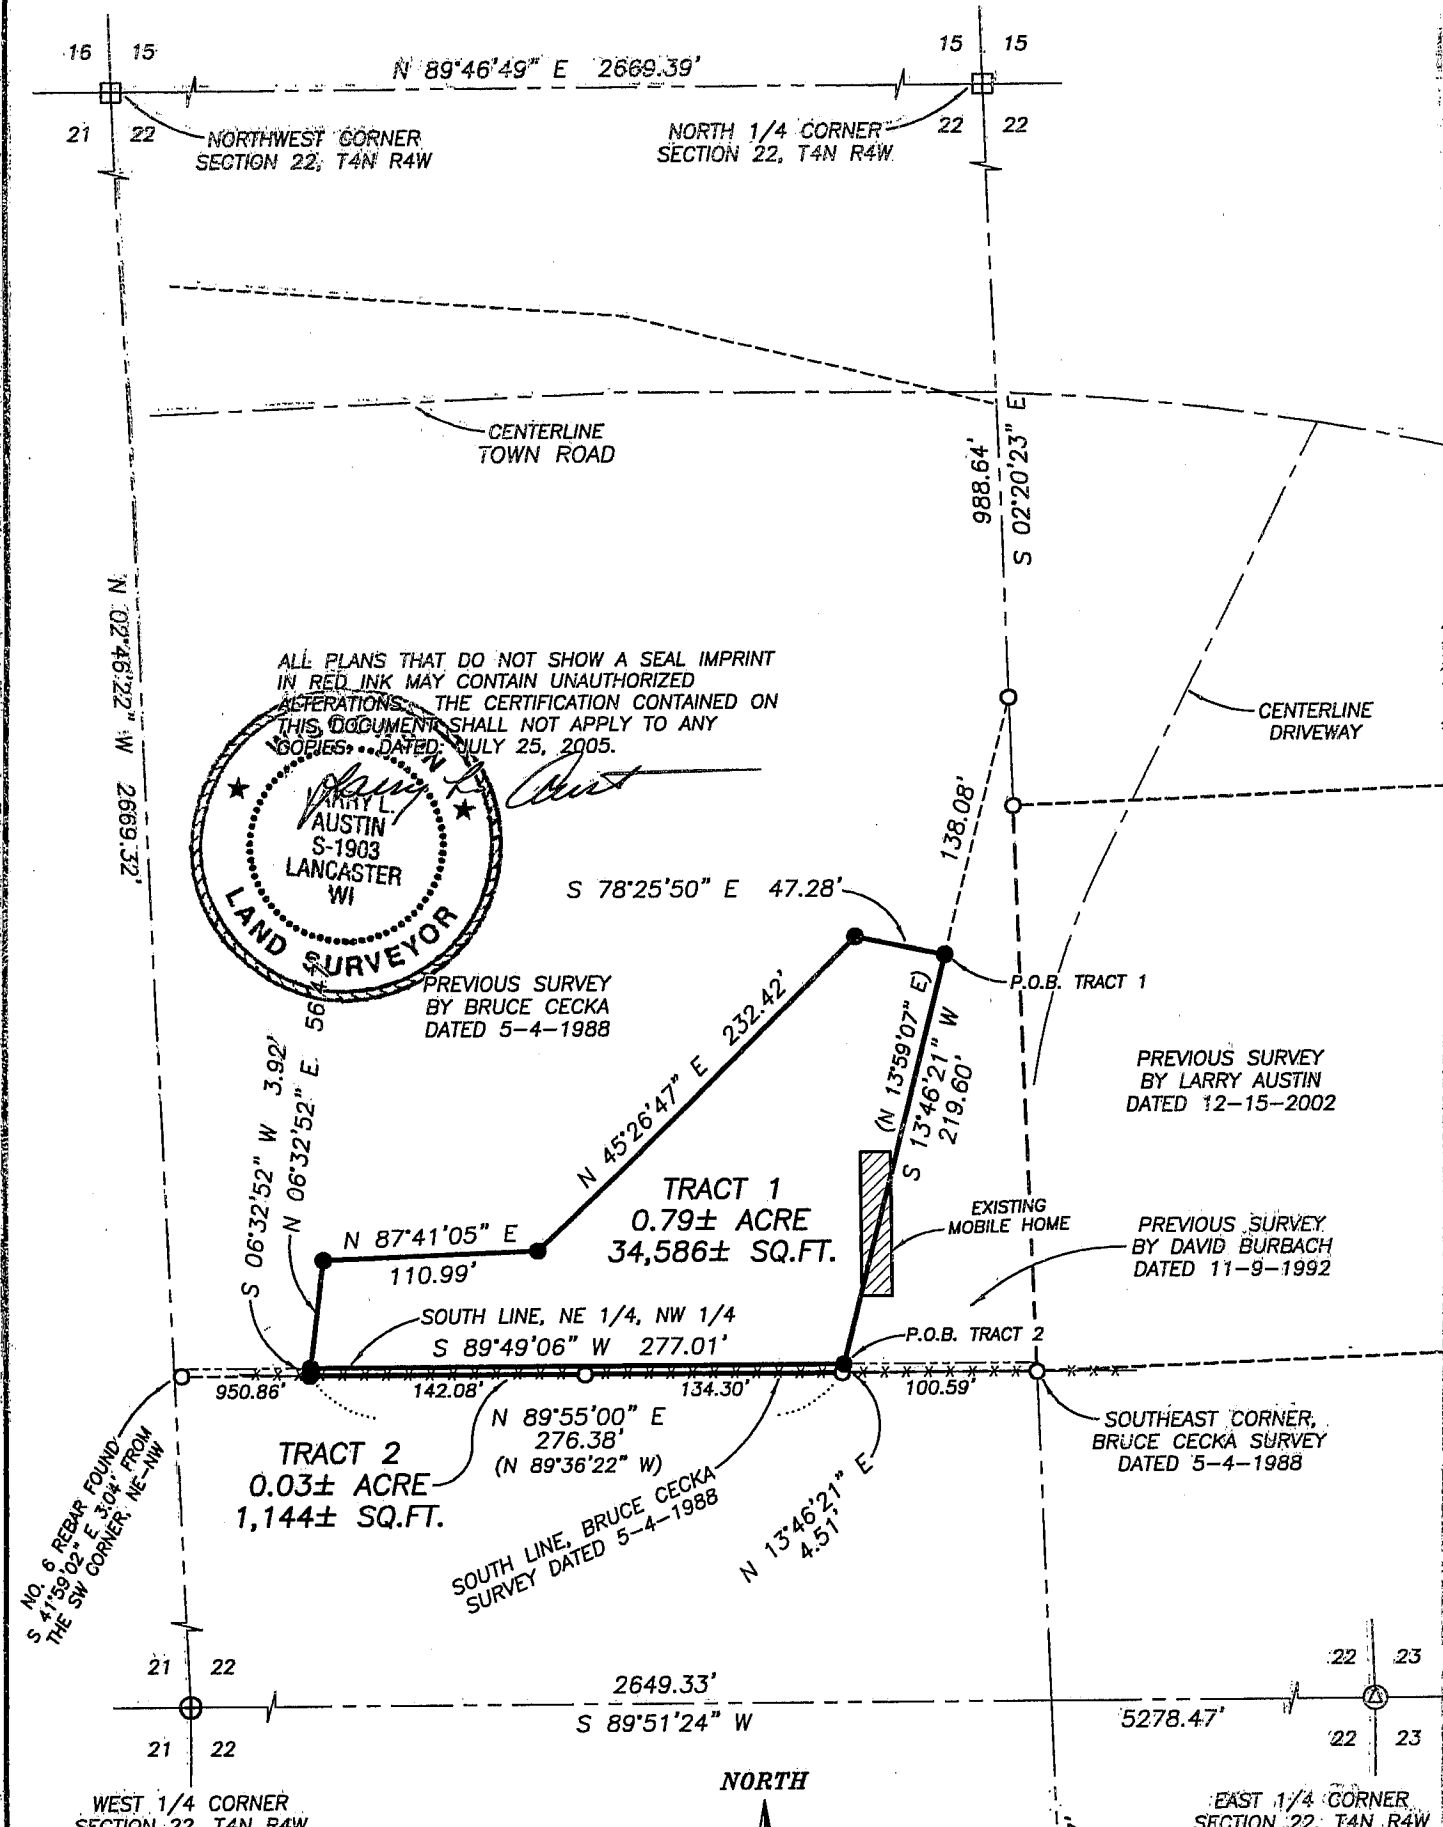 16 15
15 15
N 89°46'49" E 2669.39'
21 22
22 22
NORTHWEST CORNER
SECTION 22, T4N R4W
NORTH 1/4 CORNER
SECTION 22, T4N R4W
CENTERLINE
TOWN ROAD
988.64'
S 02°20'23" E
N 02°46'22" W 2669.32'
ALL PLANS THAT DO NOT SHOW A SEAL IMPRINT
IN RED INK MAY CONTAIN UNAUTHORIZED
ALTERATIONS. THE CERTIFICATION CONTAINED ON
THIS DOCUMENT SHALL NOT APPLY TO ANY
COPIES. DATED: JULY 25, 2005.
LARRY L.
AUSTIN
S-1903
LANCASTER
WI
LAND SURVEYOR
CENTERLINE
DRIVEWAY
138.08'
S 78°25'50" E 47.28'
P.O.B. TRACT 1
PREVIOUS SURVEY
BY BRUCE CECKA
DATED 5-4-1988
N 45°26'47" E 232.42'
(N 13°59'07" E)
S 13°46'21" W
219.60'
PREVIOUS SURVEY
BY LARRY AUSTIN
DATED 12-15-2002
S 06°32'52" W 3.92'
N 06°32'52" E
N 87°41'05" E
110.99'
TRACT 1
0.79± ACRE
34,586± SQ.FT.
EXISTING
MOBILE HOME
PREVIOUS SURVEY
BY DAVID BURBACH
DATED 11-9-1992
SOUTH LINE, NE 1/4, NW 1/4
S 89°49'06" W 277.01'
P.O.B. TRACT 2
950.86'
142.08'
134.30'
100.59'
N 89°55'00" E
276.38'
(N 89°36'22" W)
TRACT 2
0.03± ACRE
1,144± SQ.FT.
SOUTH LINE, BRUCE CECKA
SURVEY DATED 5-4-1988
N 13°46'21" E
4.51'
SOUTHEAST CORNER,
BRUCE CECKA SURVEY
DATED 5-4-1988
NO. 6 REBAR FOUND
S 41°59'02" E 3.04' FROM
THE SW CORNER, NE-NW
21 22
22 23
2649.33'
S 89°51'24" W
5278.47'
21 22
22 23
NORTH
WEST 1/4 CORNER
SECTION 22, T4N R4W
EAST 1/4 CORNER
SECTION 22, T4N R4W